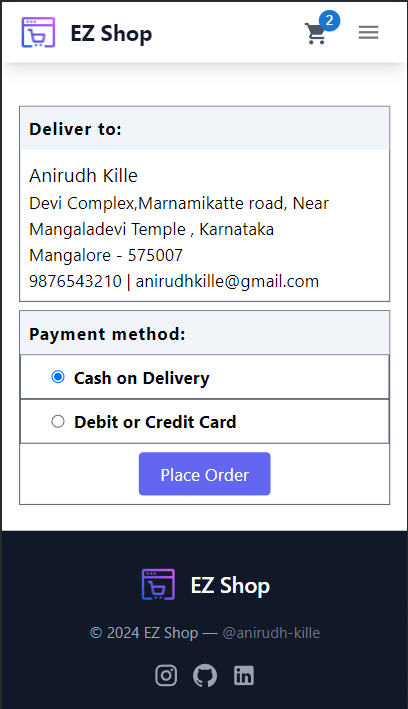 EZ Shop
2
Deliver to:
Anirudh Kille
Devi Complex,Marnamikatte road, Near
Mangaladevi Temple , Karnataka
Mangalore - 575007
9876543210 | anirudhkille@gmail.com
Payment method:
Cash on Delivery
Debit or Credit Card
Place Order
EZ Shop
© 2024 EZ Shop — @anirudh-kille